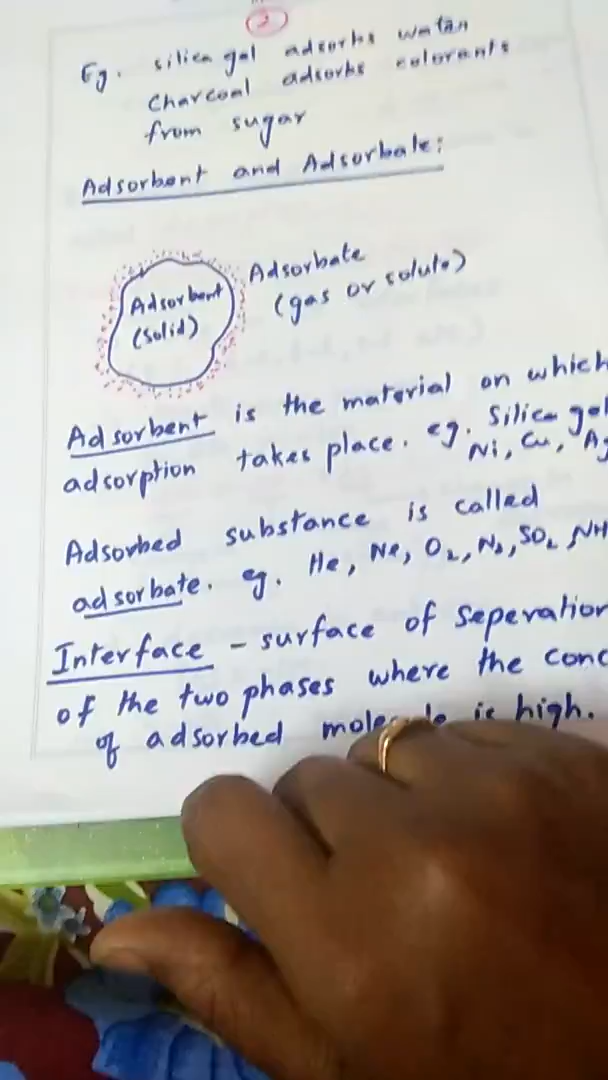 2
Eg. silica gel adsorbs water
charcoal adsorbs colorants
from sugar
Adsorbent and Adsorbate:
Adsorbate
(gas or solute)
Adsorbent
(solid)
Adsorbent is the material on which
adsorption takes place. eg. Silica gel
Ni, Cu, Ag
Adsorbed substance is called
adsorbate. eg. He, Ne, O2, N2, SO2, NH
Interface - surface of seperation
of the two phases where the conc
of adsorbed molecule is high.